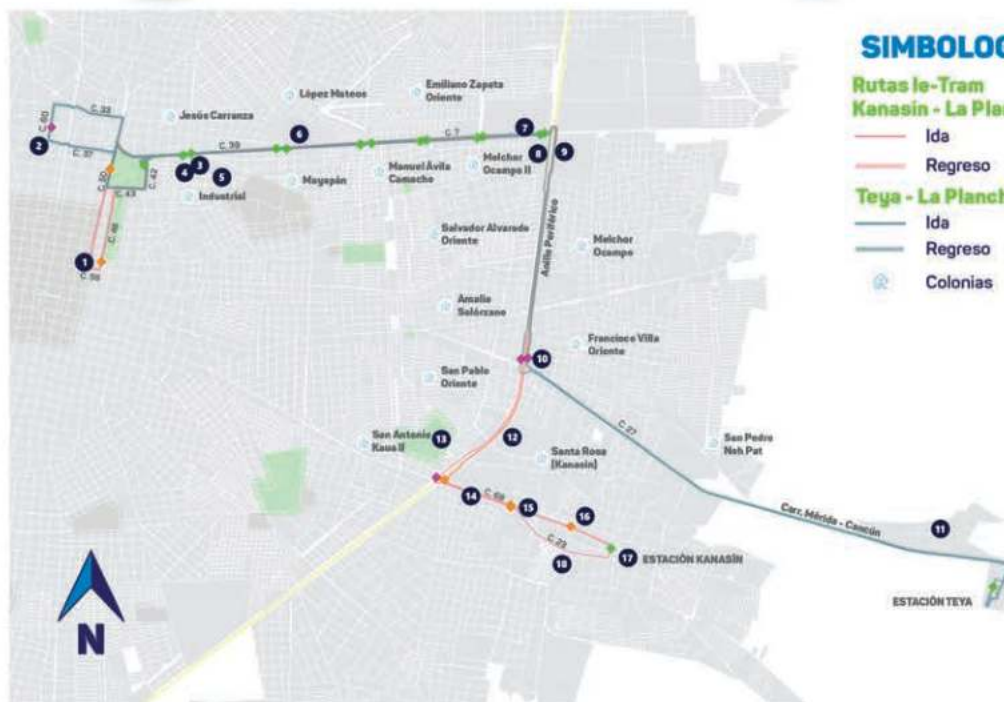 SIMBOLOG
Rutas Ie-Tram
Kanasín - La Plan
Ida
Regreso
Teya - La Planch
Ida
Regreso
Colonias
Emiliano Zapata
Oriente
López Mateos
Jesús Carranza
C. 33
C. 60
2
C. 37
C. 39
6
C. 7
7
8
9
4
3
5
C. 42
C. 43
C. 50
C. 46
1
Industrial
Mayapán
Manuel Ávila
Camacho
Melchor
Ocampo II
Salvador Alvarado
Oriente
Anillo Periférico
Melchor
Ocampo
Amalia
Solórzano
Francisco Villa
Oriente
10
San Pablo
Oriente
C. 27
San Antonio
Kaua II
13
12
Santa Rosa
(Kanasín)
San Pedro
Noh Pat
14
15
16
17
18
ESTACIÓN KANASÍN
Carr. Mérida - Cancún
11
ESTACIÓN TEYA
N